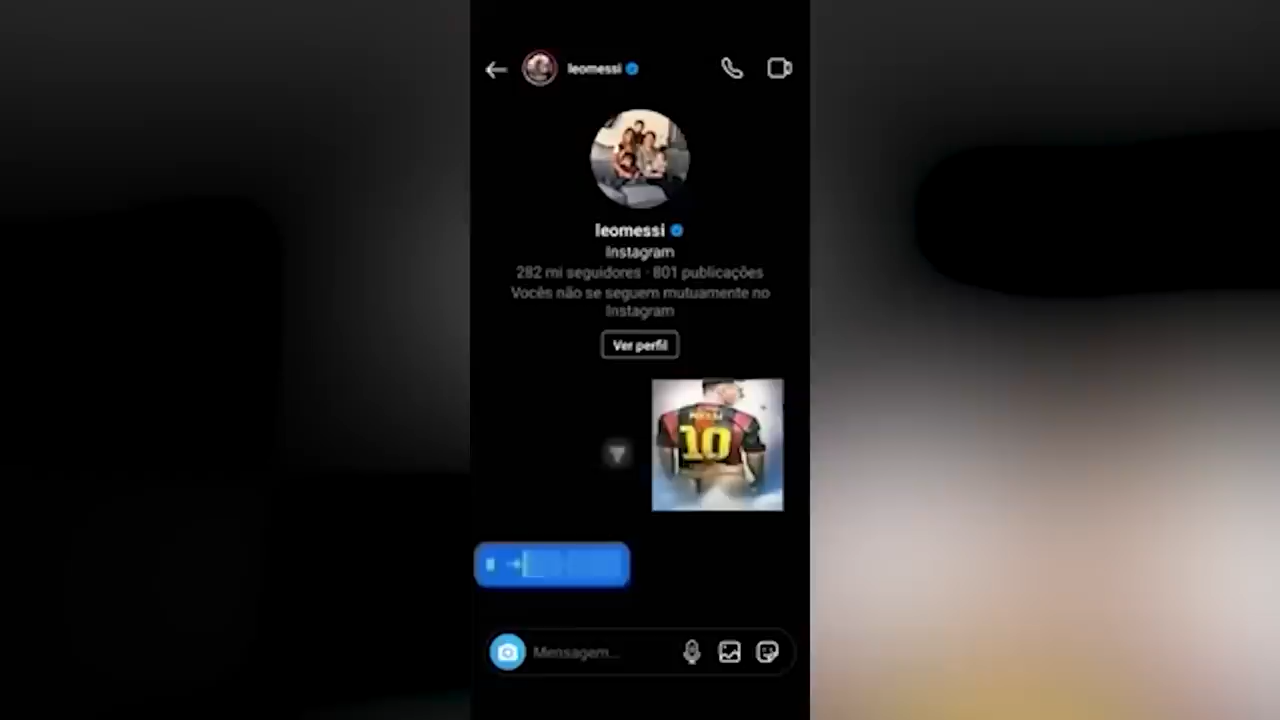 leomessi
leomessi
Instagram
282 mi seguidores · 801 publicações
Vocês não se seguem mutuamente no
Instagram
Ver perfil
10
Mensagem...